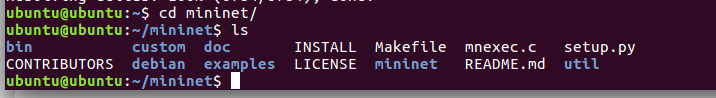 ubuntu@ubuntu:~$ cd mininet/
ubuntu@ubuntu:~/mininet$ ls
bin custom doc INSTALL Makefile mnexec.c setup.py
CONTRIBUTORS debian examples LICENSE mininet README.md util
ubuntu@ubuntu:~/mininet$